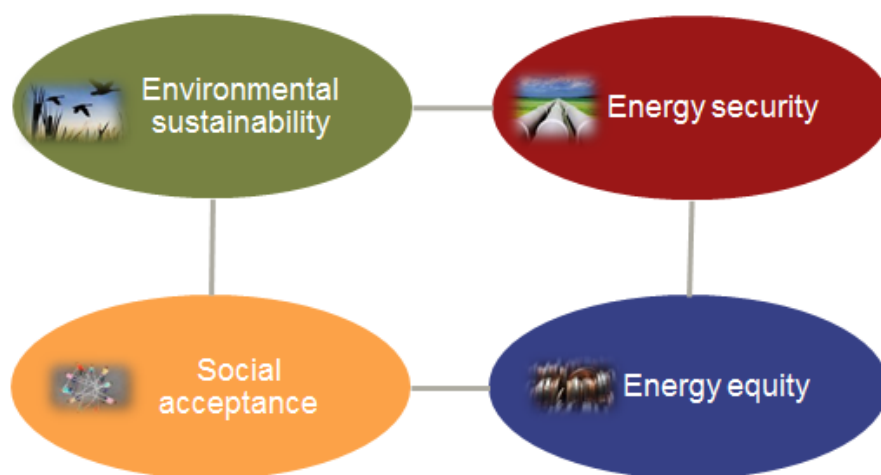 Environmental
sustainability
Energy security
Social
acceptance
Energy equity